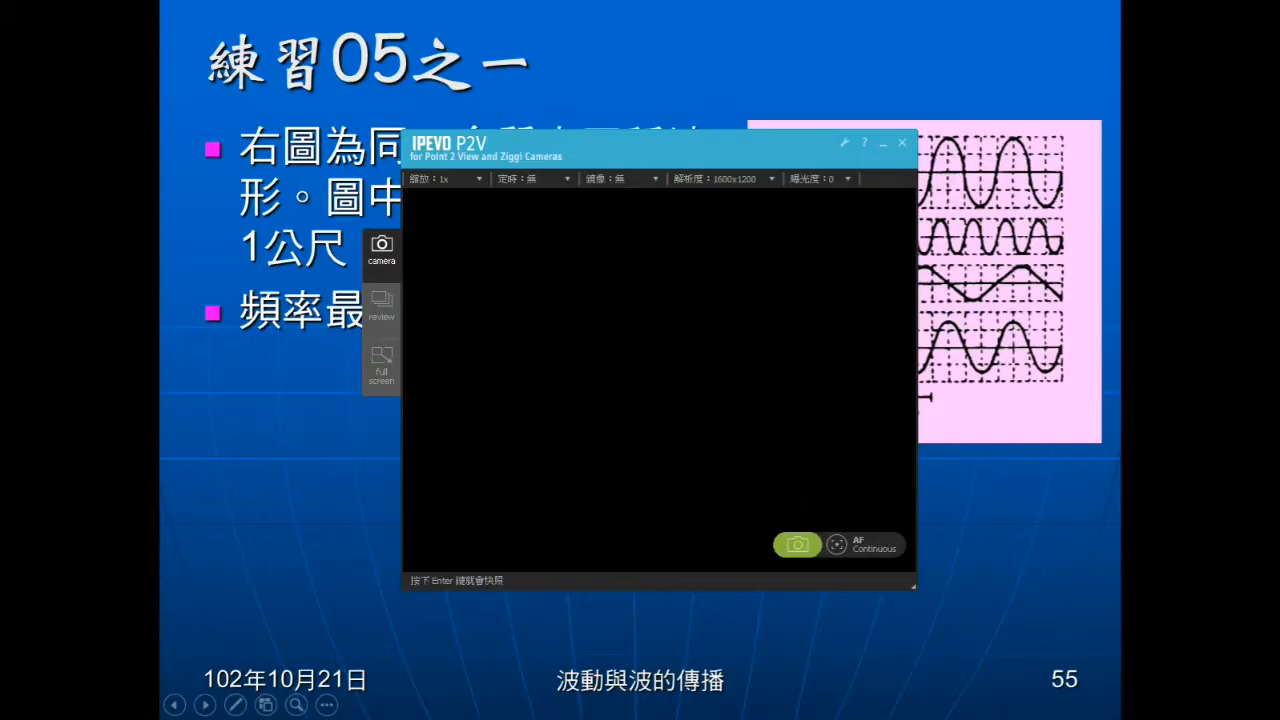 練習05之一
右圖為同
形。圖中
1公尺
頻率最
IPEVO P2V
for Point 2 View and Ziggi Cameras
縮放:1x
定時:無
鏡像:無
解析度:1600x1200
曝光度:0
camera
review
full
screen
AF
Continuous
按下 Enter 鍵就會快照
102年10月21日
波動與波的傳播
55